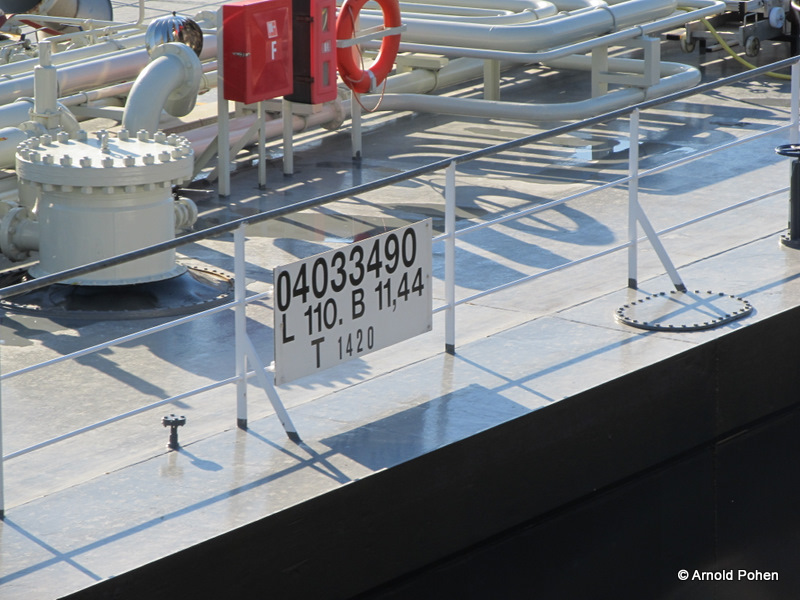 F
04033490
L 110. B 11,44
T 1420
© Arnold Pohen